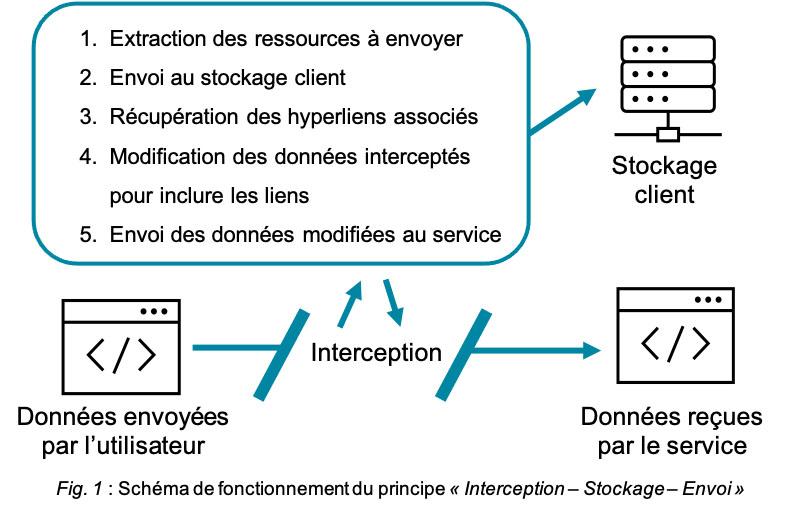 1. Extraction des ressources à envoyer
2. Envoi au stockage client
3. Récupération des hyperliens associés
4. Modification des données interceptés
pour inclure les liens
5. Envoi des données modifiées au service
Stockage
client
Interception
Données envoyées
par l’utilisateur
Données reçues
par le service
Fig. 1 : Schéma de fonctionnement du principe « Interception – Stockage – Envoi »